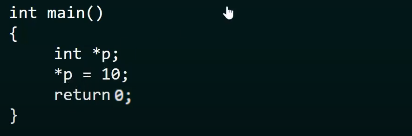 int main()
{
int *p;
*p = 10;
return 0;
}